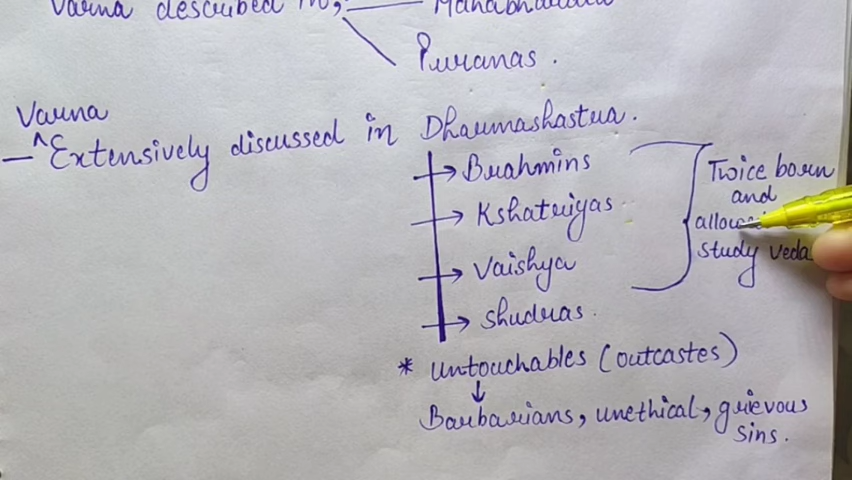 Varna described in,
Mahabharata
Puranas.
Varna
— ^ Extensively discussed in Dharmashastra.
→ Brahmins
→ Kshatriyas
→ Vaishya
→ Shudras.
Twice born
and
study veda
* untouchables (outcastes)
↓
Barbarians, unethical, grievous
sins.